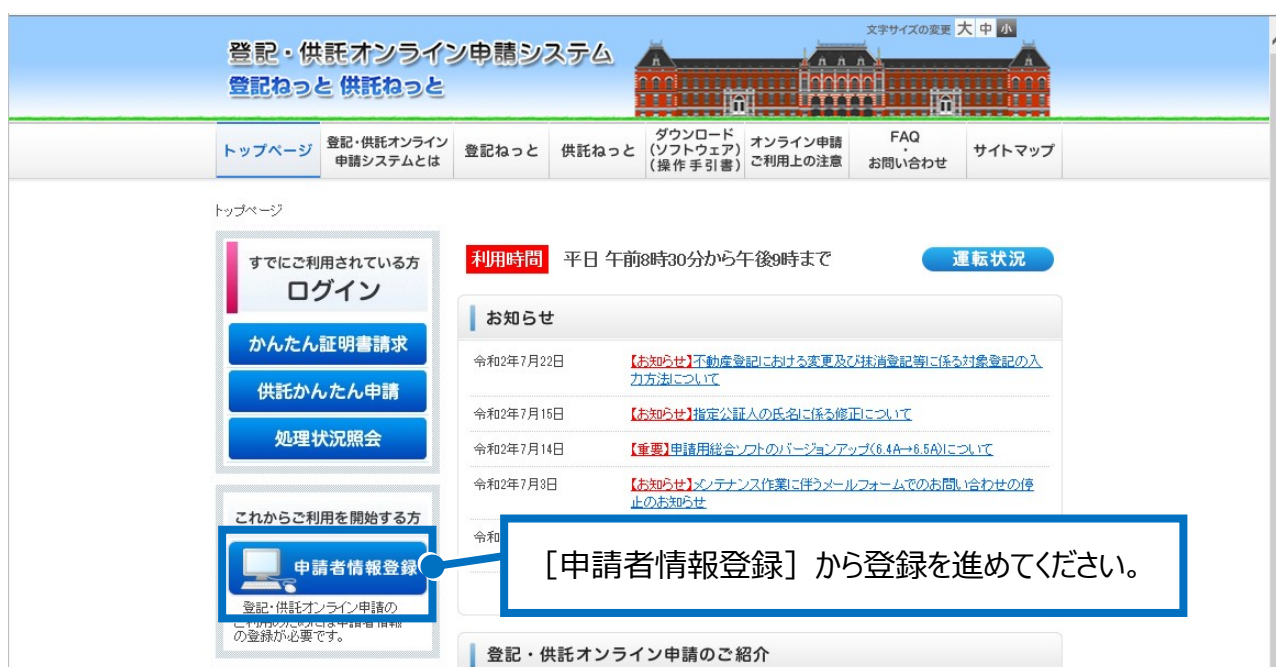 文字サイズの変更 大 中 小
登記・供託オンライン申請システム
登記ねっと 供託ねっと
トップページ
登記・供託オンライン
申請システムとは
登記ねっと
供託ねっと
ダウンロード
(ソフトウェア)
(操作手引書)
オンライン申請
ご利用上の注意
FAQ
・
お問い合わせ
サイトマップ
トップページ
すでにご利用されている方
ログイン
かんたん証明書請求
供託かんたん申請
処理状況照会
これからご利用を開始する方
申請者情報登録
登記・供託オンライン申請の
ご利用のためには申請者情報
の登録が必要です。
利用時間 平日 午前8時30分から午後9時まで
運転状況
お知らせ
令和2年7月22日 【お知らせ】不動産登記における変更及び抹消登記等に係る対象登記の入
力方法について
令和2年7月15日 【お知らせ】指定公証人の氏名に係る修正について
令和2年7月14日 【重要】申請用総合ソフトのバージョンアップ(6.4A→6.5A)について
令和2年7月3日 【お知らせ】メンテナンス作業に伴うメールフォームでのお問い合わせの停
止のお知らせ
令和
［申請者情報登録］から登録を進めてください。
登記・供託オンライン申請のご紹介